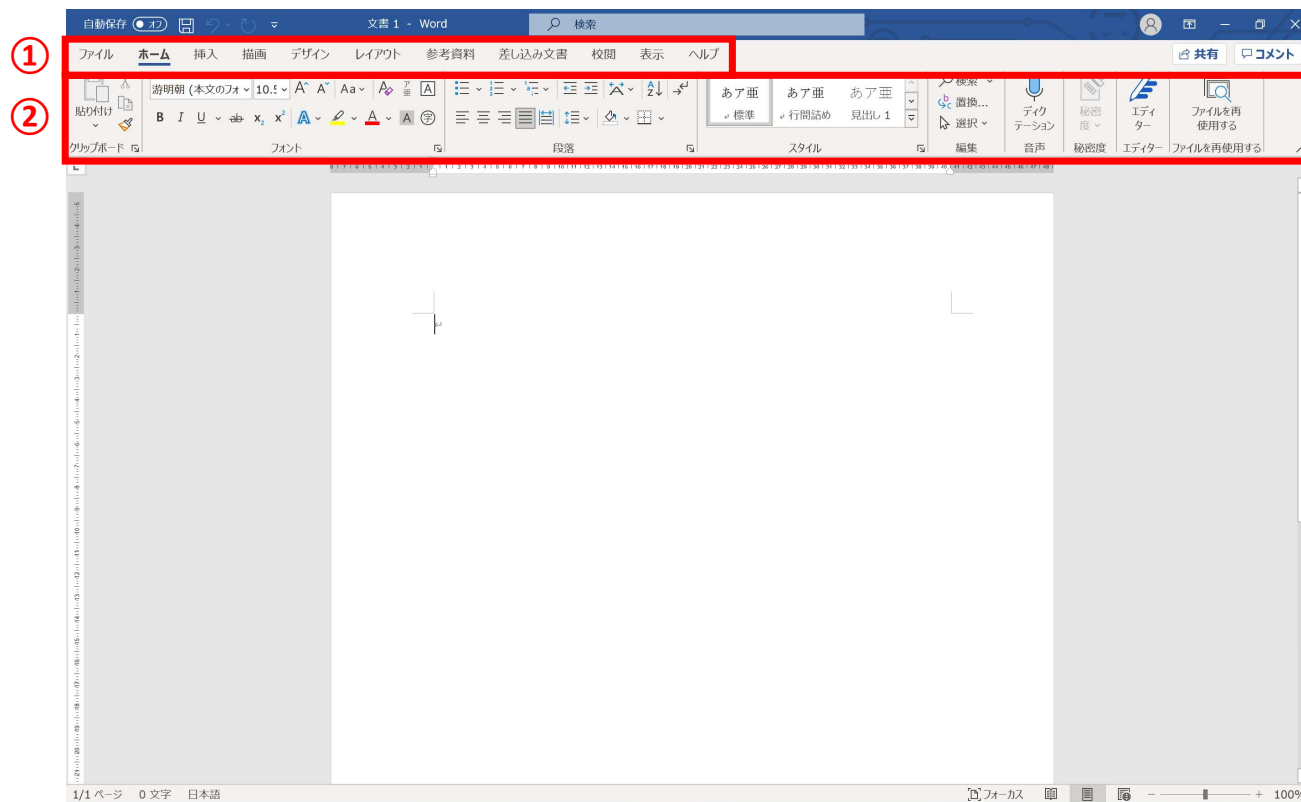 自動保存 オフ 文書 1 - Word 検索
① ファイル ホーム 挿入 描画 デザイン レイアウト 参考資料 差し込み文書 校閲 表示 ヘルプ 共有 コメント
②
貼り付け
游明朝 (本文のフォ 10.5 A A Aa A ア亜 A
B I U ab x₂ x² A A A 字
あア亜 あア亜 あア亜
標準 行間詰め 見出し 1
検索
置換...
選択
ディク
テーション
秘密
度
エディ
ター
ファイルを再
使用する
クリップボード フォント 段落 スタイル 編集 音声 秘密度 エディター ファイルを再使用する
1/1 ページ 0 文字 日本語 フォーカス 100%